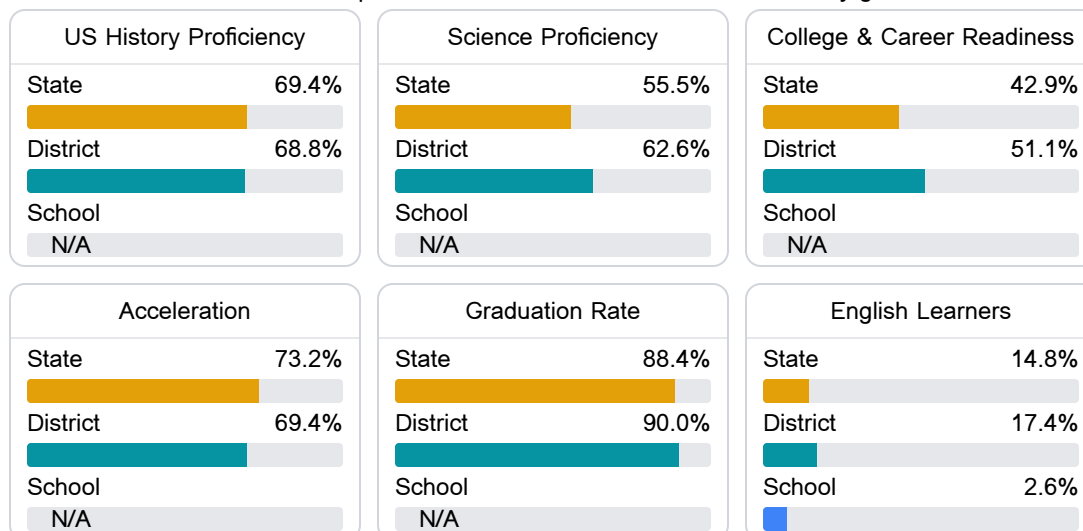 US History Proficiency
State 69.4%
District 68.8%
School
N/A
Science Proficiency
State 55.5%
District 62.6%
School
N/A
College & Career Readiness
State 42.9%
District 51.1%
School
N/A
Acceleration
State 73.2%
District 69.4%
School
N/A
Graduation Rate
State 88.4%
District 90.0%
School
N/A
English Learners
State 14.8%
District 17.4%
School 2.6%